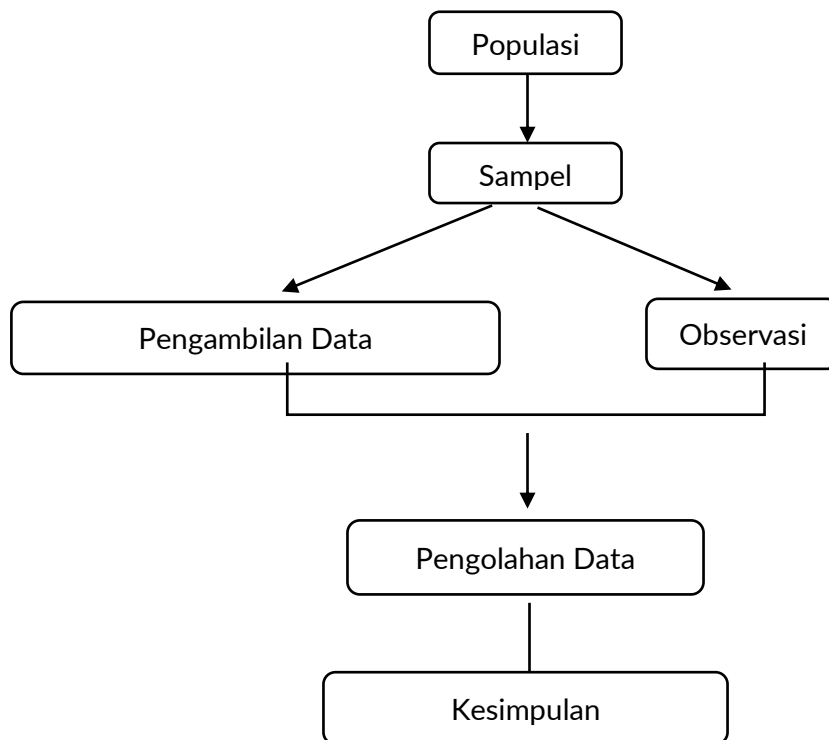 Populasi
Sampel
Pengambilan Data
Observasi
Pengolahan Data
Kesimpulan